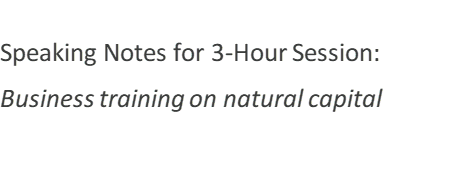 Speaking Notes for 3-Hour Session:
Business training on natural capital